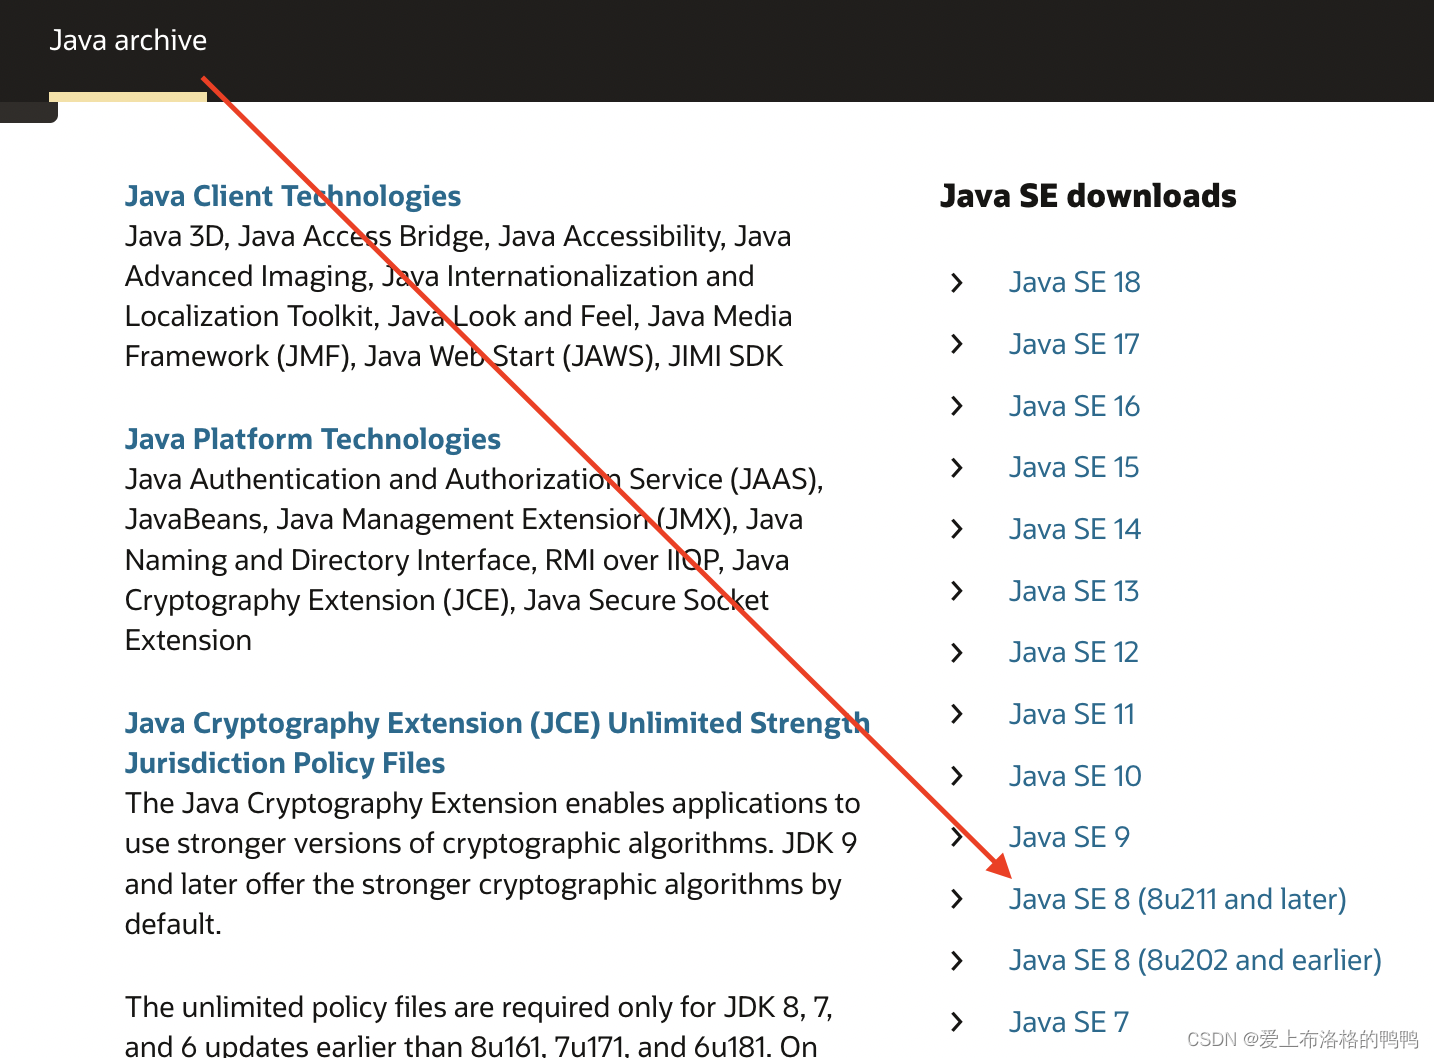 Java archive
Java Client Technologies
Java 3D, Java Access Bridge, Java Accessibility, Java
Advanced Imaging, Java Internationalization and
Localization Toolkit, Java Look and Feel, Java Media
Framework (JMF), Java Web Start (JAWS), JIMI SDK
Java Platform Technologies
Java Authentication and Authorization Service (JAAS),
JavaBeans, Java Management Extension (JMX), Java
Naming and Directory Interface, RMI over IIOP, Java
Cryptography Extension (JCE), Java Secure Socket
Extension
Java Cryptography Extension (JCE) Unlimited Strength
Jurisdiction Policy Files
The Java Cryptography Extension enables applications to
use stronger versions of cryptographic algorithms. JDK 9
and later offer the stronger cryptographic algorithms by
default.
The unlimited policy files are required only for JDK 8, 7,
and 6 updates earlier than 8u161, 7u171, and 6u181. On
Java SE downloads
Java SE 18
Java SE 17
Java SE 16
Java SE 15
Java SE 14
Java SE 13
Java SE 12
Java SE 11
Java SE 10
Java SE 9
Java SE 8 (8u211 and later)
Java SE 8 (8u202 and earlier)
Java SE 7
CSDN @爱上布洛格的鸭鸭